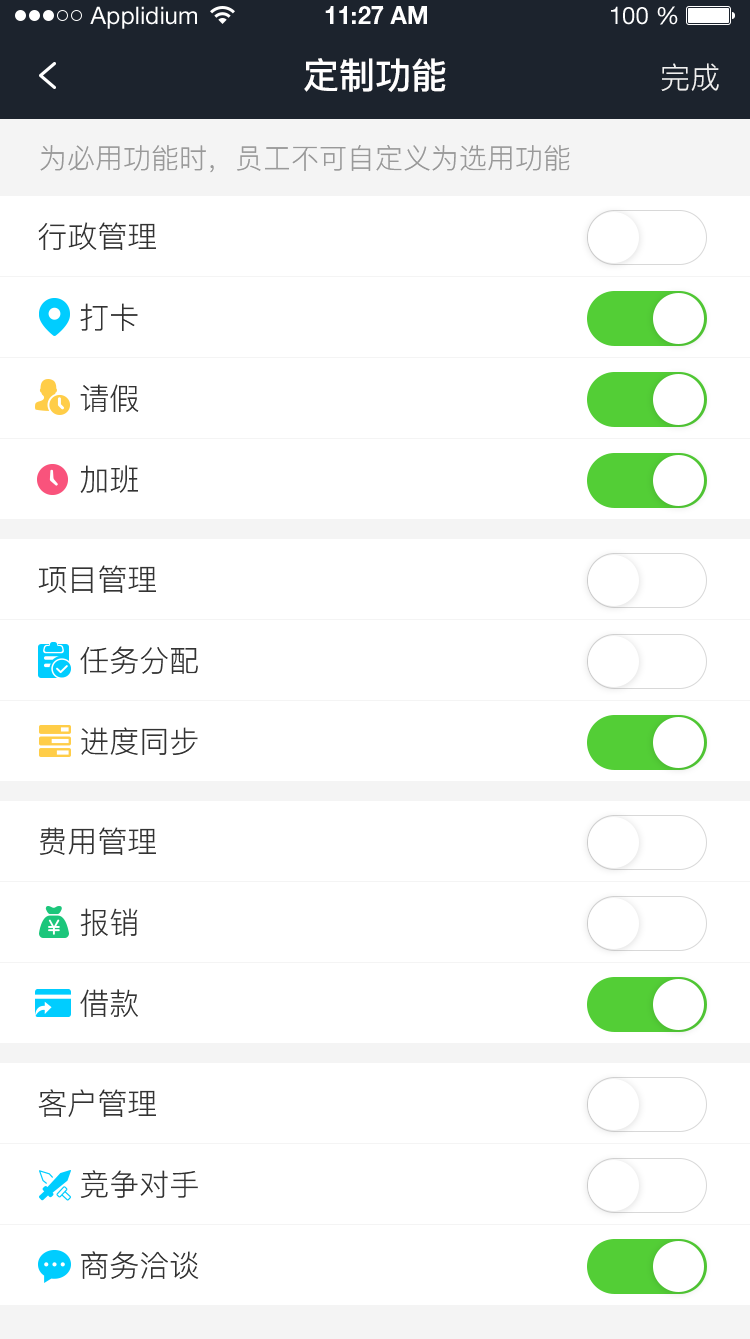 Applidium 11:27 AM 100 %
定制功能 完成
为必用功能时，员工不可自定义为选用功能
行政管理
打卡
请假
加班
项目管理
任务分配
进度同步
费用管理
¥ 报销
借款
客户管理
竞争对手
商务洽谈